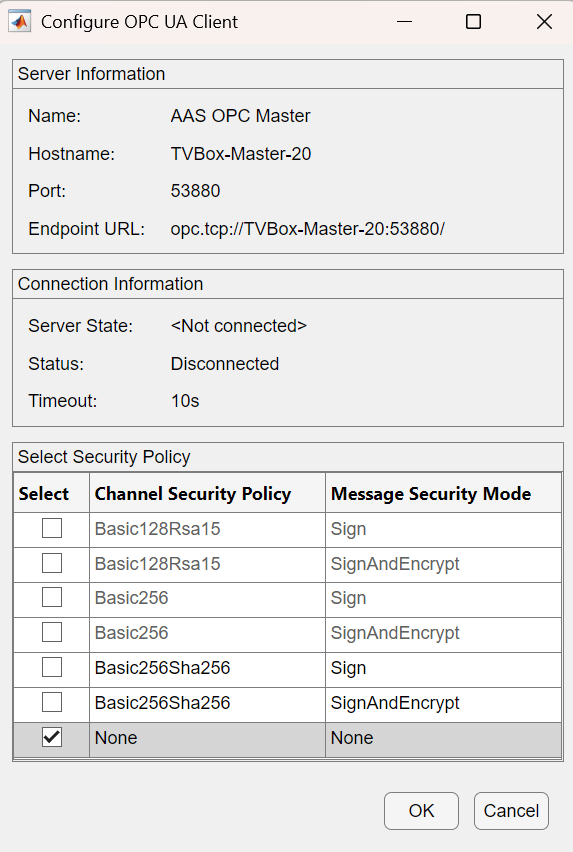 Configure OPC UA Client
Server Information
Name: AAS OPC Master
Hostname: TVBox-Master-20
Port: 53880
Endpoint URL: opc.tcp://TVBox-Master-20:53880/
Connection Information
Server State: <Not connected>
Status: Disconnected
Timeout: 10s
Select Security Policy
Select Channel Security Policy Message Security Mode
Basic128Rsa15 Sign
Basic128Rsa15 SignAndEncrypt
Basic256 Sign
Basic256 SignAndEncrypt
Basic256Sha256 Sign
Basic256Sha256 SignAndEncrypt
None None
OK Cancel